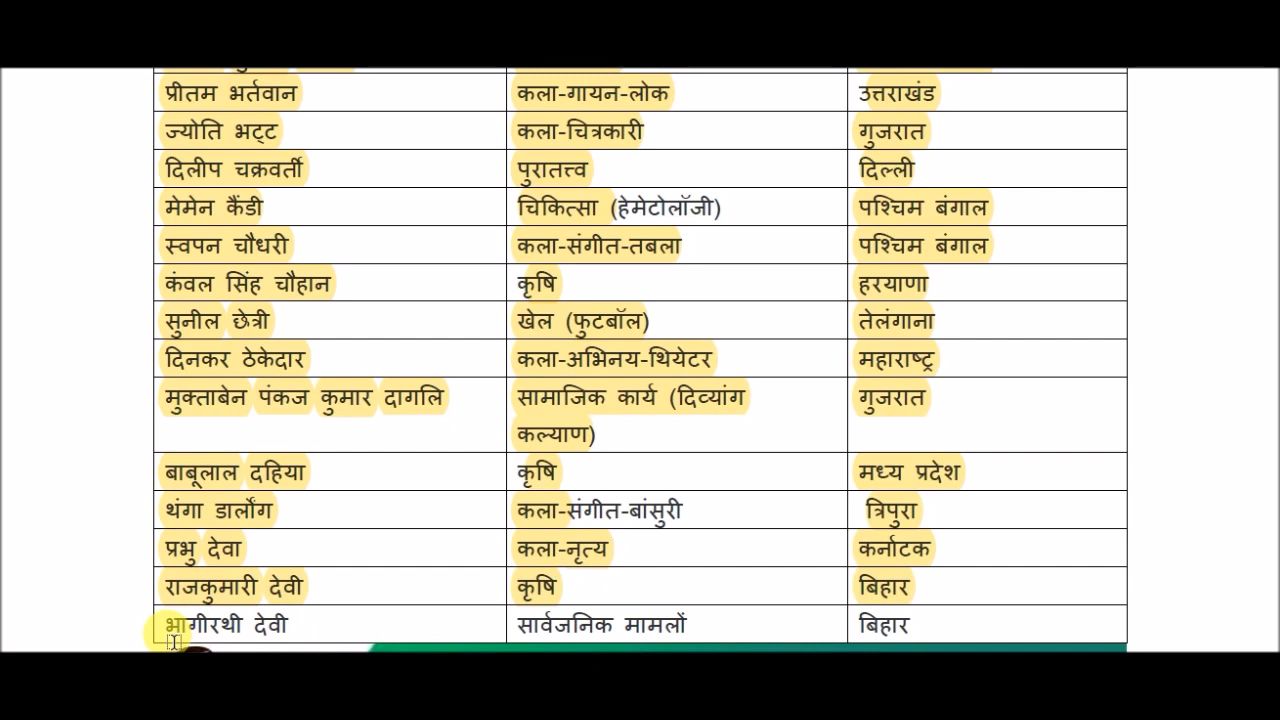 प्रीतम भर्तवान कला-गायन-लोक उत्तराखंड
ज्योति भट्ट कला-चित्रकारी गुजरात
दिलीप चक्रवर्ती पुरातत्त्व दिल्ली
मेमेन कैंडी चिकित्सा (हेमेटोलॉजी) पश्चिम बंगाल
स्वपन चौधरी कला-संगीत-तबला पश्चिम बंगाल
कंवल सिंह चौहान कृषि हरयाणा
सुनील छेत्री खेल (फुटबॉल) तेलंगाना
दिनकर ठेकेदार कला-अभिनय-थियेटर महाराष्ट्र
मुक्ताबेन पंकज कुमार दागलि सामाजिक कार्य (दिव्यांग गुजरात
कल्याण)
बाबूलाल दहिया कृषि मध्य प्रदेश
थंगा डार्लोंग कला-संगीत-बांसुरी त्रिपुरा
प्रभु देवा कला-नृत्य कर्नाटक
राजकुमारी देवी कृषि बिहार
भागीरथी देवी सार्वजनिक मामलों बिहार